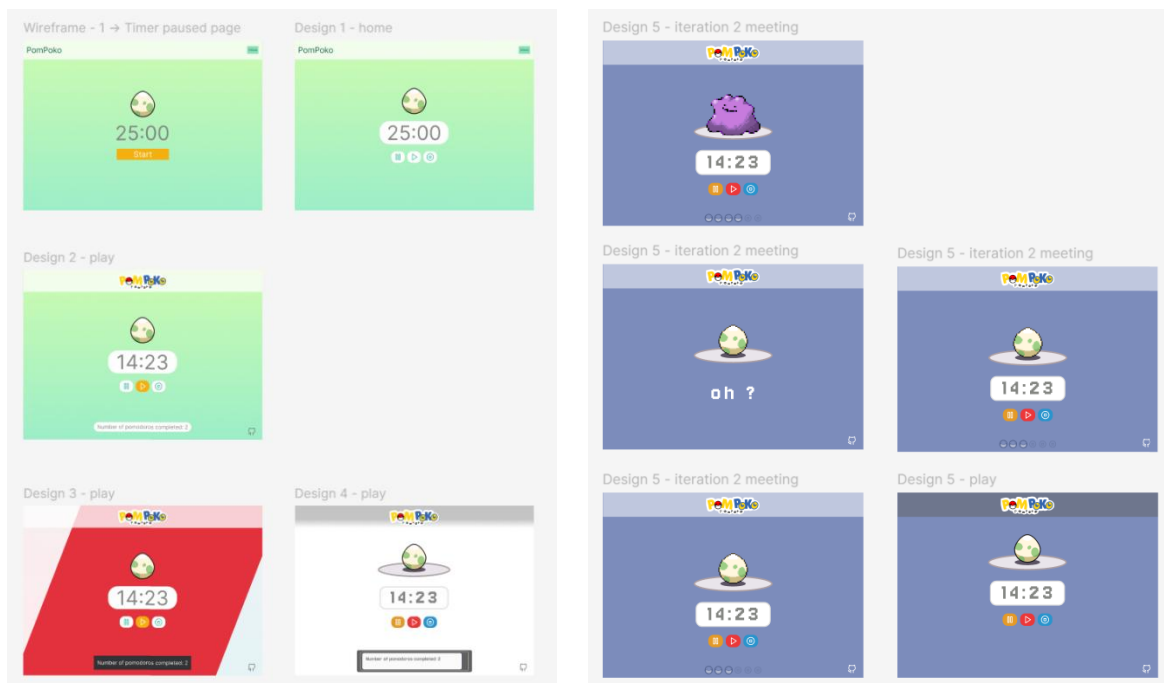 Wireframe - 1 → Timer paused page
PomPoko
25:00
Start
Design 1 - home
PomPoko
25:00
Design 2 - play
POMPOKO
14:23
Number of pomodoros completed: 2
Design 3 - play
POMPOKO
14:23
Number of pomodoros completed: 2
Design 4 - play
POMPOKO
14:23
Number of pomodoros completed: 2
Design 5 - iteration 2 meeting
POMPOKO
14:23
Design 5 - iteration 2 meeting
POMPOKO
oh ?
Design 5 - iteration 2 meeting
POMPOKO
14:23
Design 5 - iteration 2 meeting
POMPOKO
14:23
Design 5 - play
POMPOKO
14:23